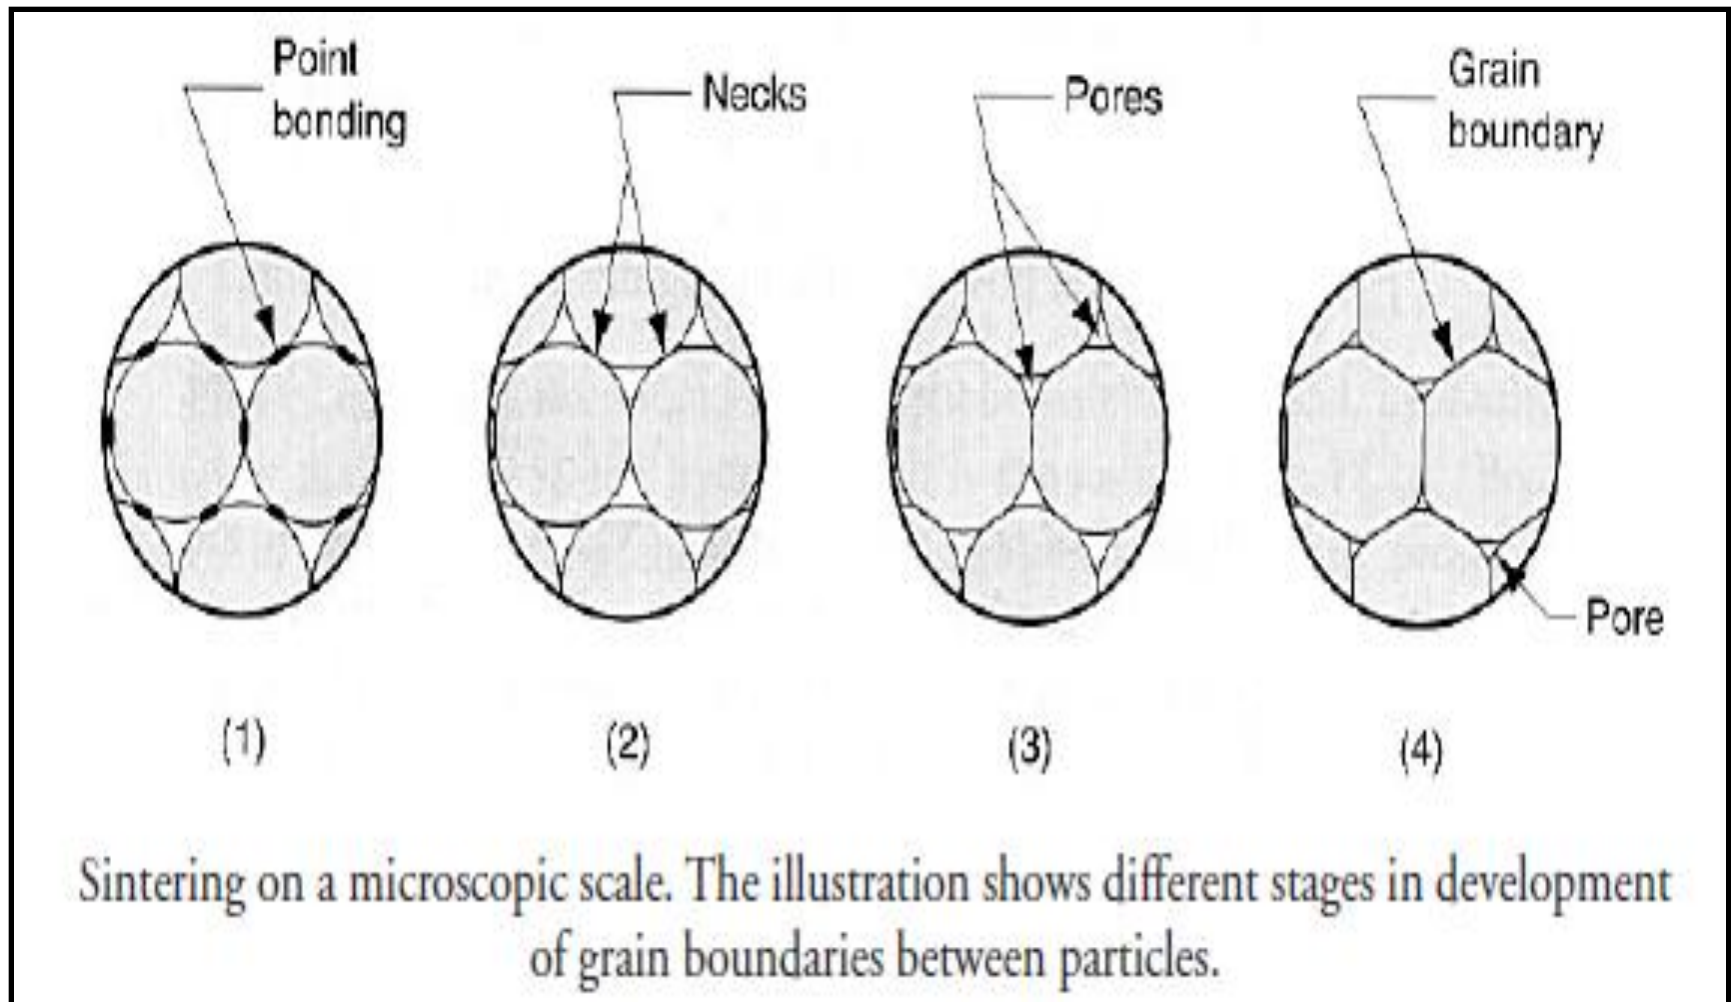 Point
bonding
Necks
Pores
Grain
boundary
Pore
(1)
(2)
(3)
(4)
Sintering on a microscopic scale. The illustration shows different stages in development
of grain boundaries between particles.